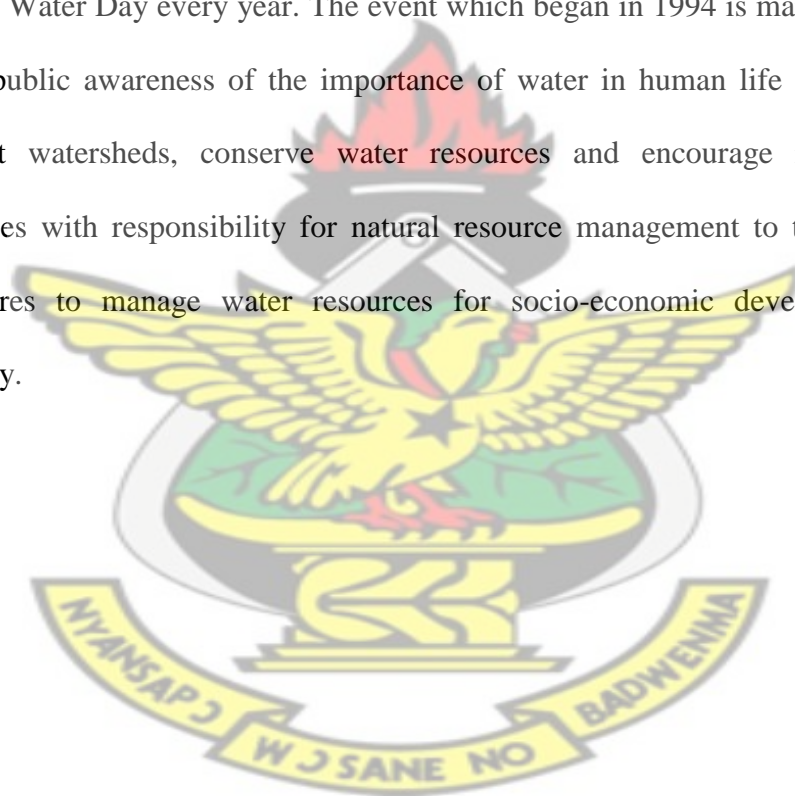 Water Day every year. The event which began in 1994 is ma
public awareness of the importance of water in human life
t watersheds, conserve water resources and encourage
es with responsibility for natural resource management to t
res to manage water resources for socio-economic deve
y.
NYANSAPƆ WƆSANE NO BADWENMA